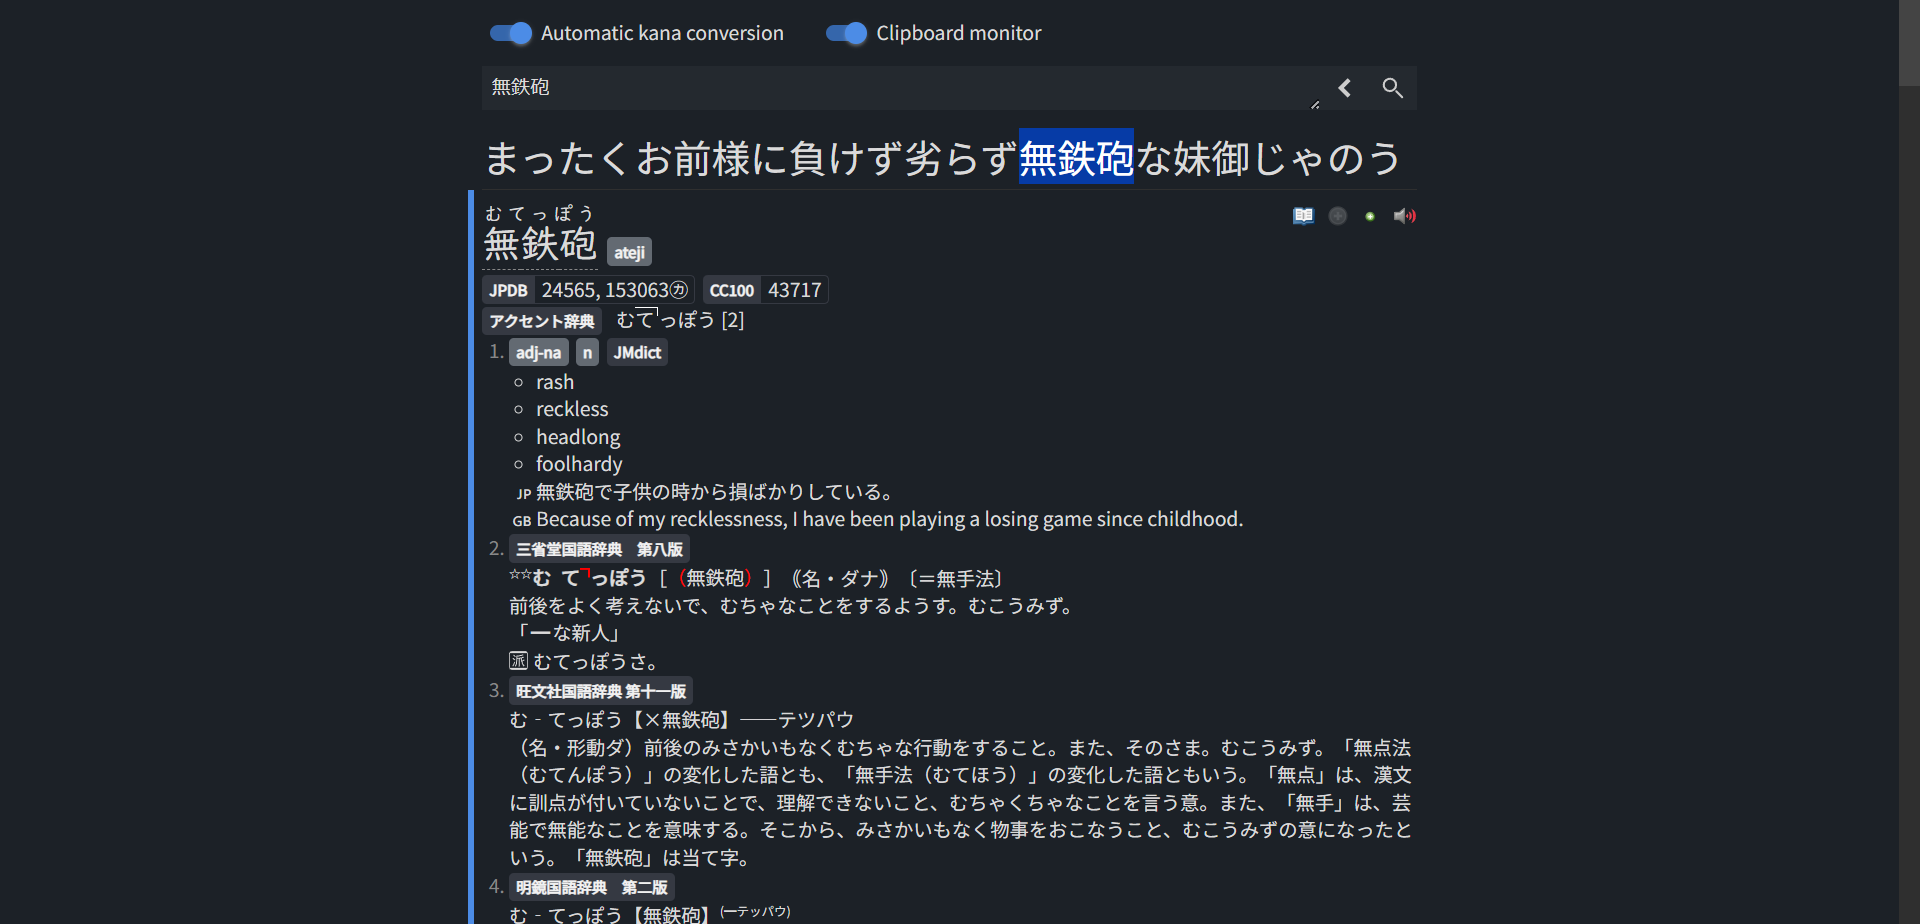 Automatic kana conversion Clipboard monitor
無鉄砲
まったくお前様に負けず劣らず無鉄砲な妹御じゃのう
むてっぽう
無鉄砲 ateji
JPDB 24565, 153063㋕ CC100 43717
アクセント辞典 むてっぽう [2]
1. adj-na n JMdict
rash
reckless
headlong
foolhardy
JP 無鉄砲で子供の時から損ばかりしている。
GB Because of my recklessness, I have been playing a losing game since childhood.
2. 三省堂国語辞典 第八版
☆☆む て┐っぽう［（無鉄砲）］｟名・ダナ｠〔＝無手法〕
前後をよく考えないで、むちゃなことをするようす。むこうみず。
「━な新人」
派 むてっぽうさ。
3. 旺文社国語辞典 第十一版
む‐てっぽう【×無鉄砲】――テツパウ
（名・形動ダ）前後のみさかいもなくむちゃな行動をすること。また、そのさま。むこうみず。「無点法
（むてんぽう）」の変化した語とも、「無手法（むてほう）」の変化した語ともいう。「無点」は、漢文
に訓点が付いていないことで、理解できないこと、むちゃくちゃなことを言う意。また、「無手」は、芸
能で無能なことを意味する。そこから、みさかいもなく物事をおこなうこと、むこうみずの意になったと
いう。「無鉄砲」は当て字。
4. 明鏡国語辞典 第二版
む‐てっぽう【無鉄砲】(━テッパウ)